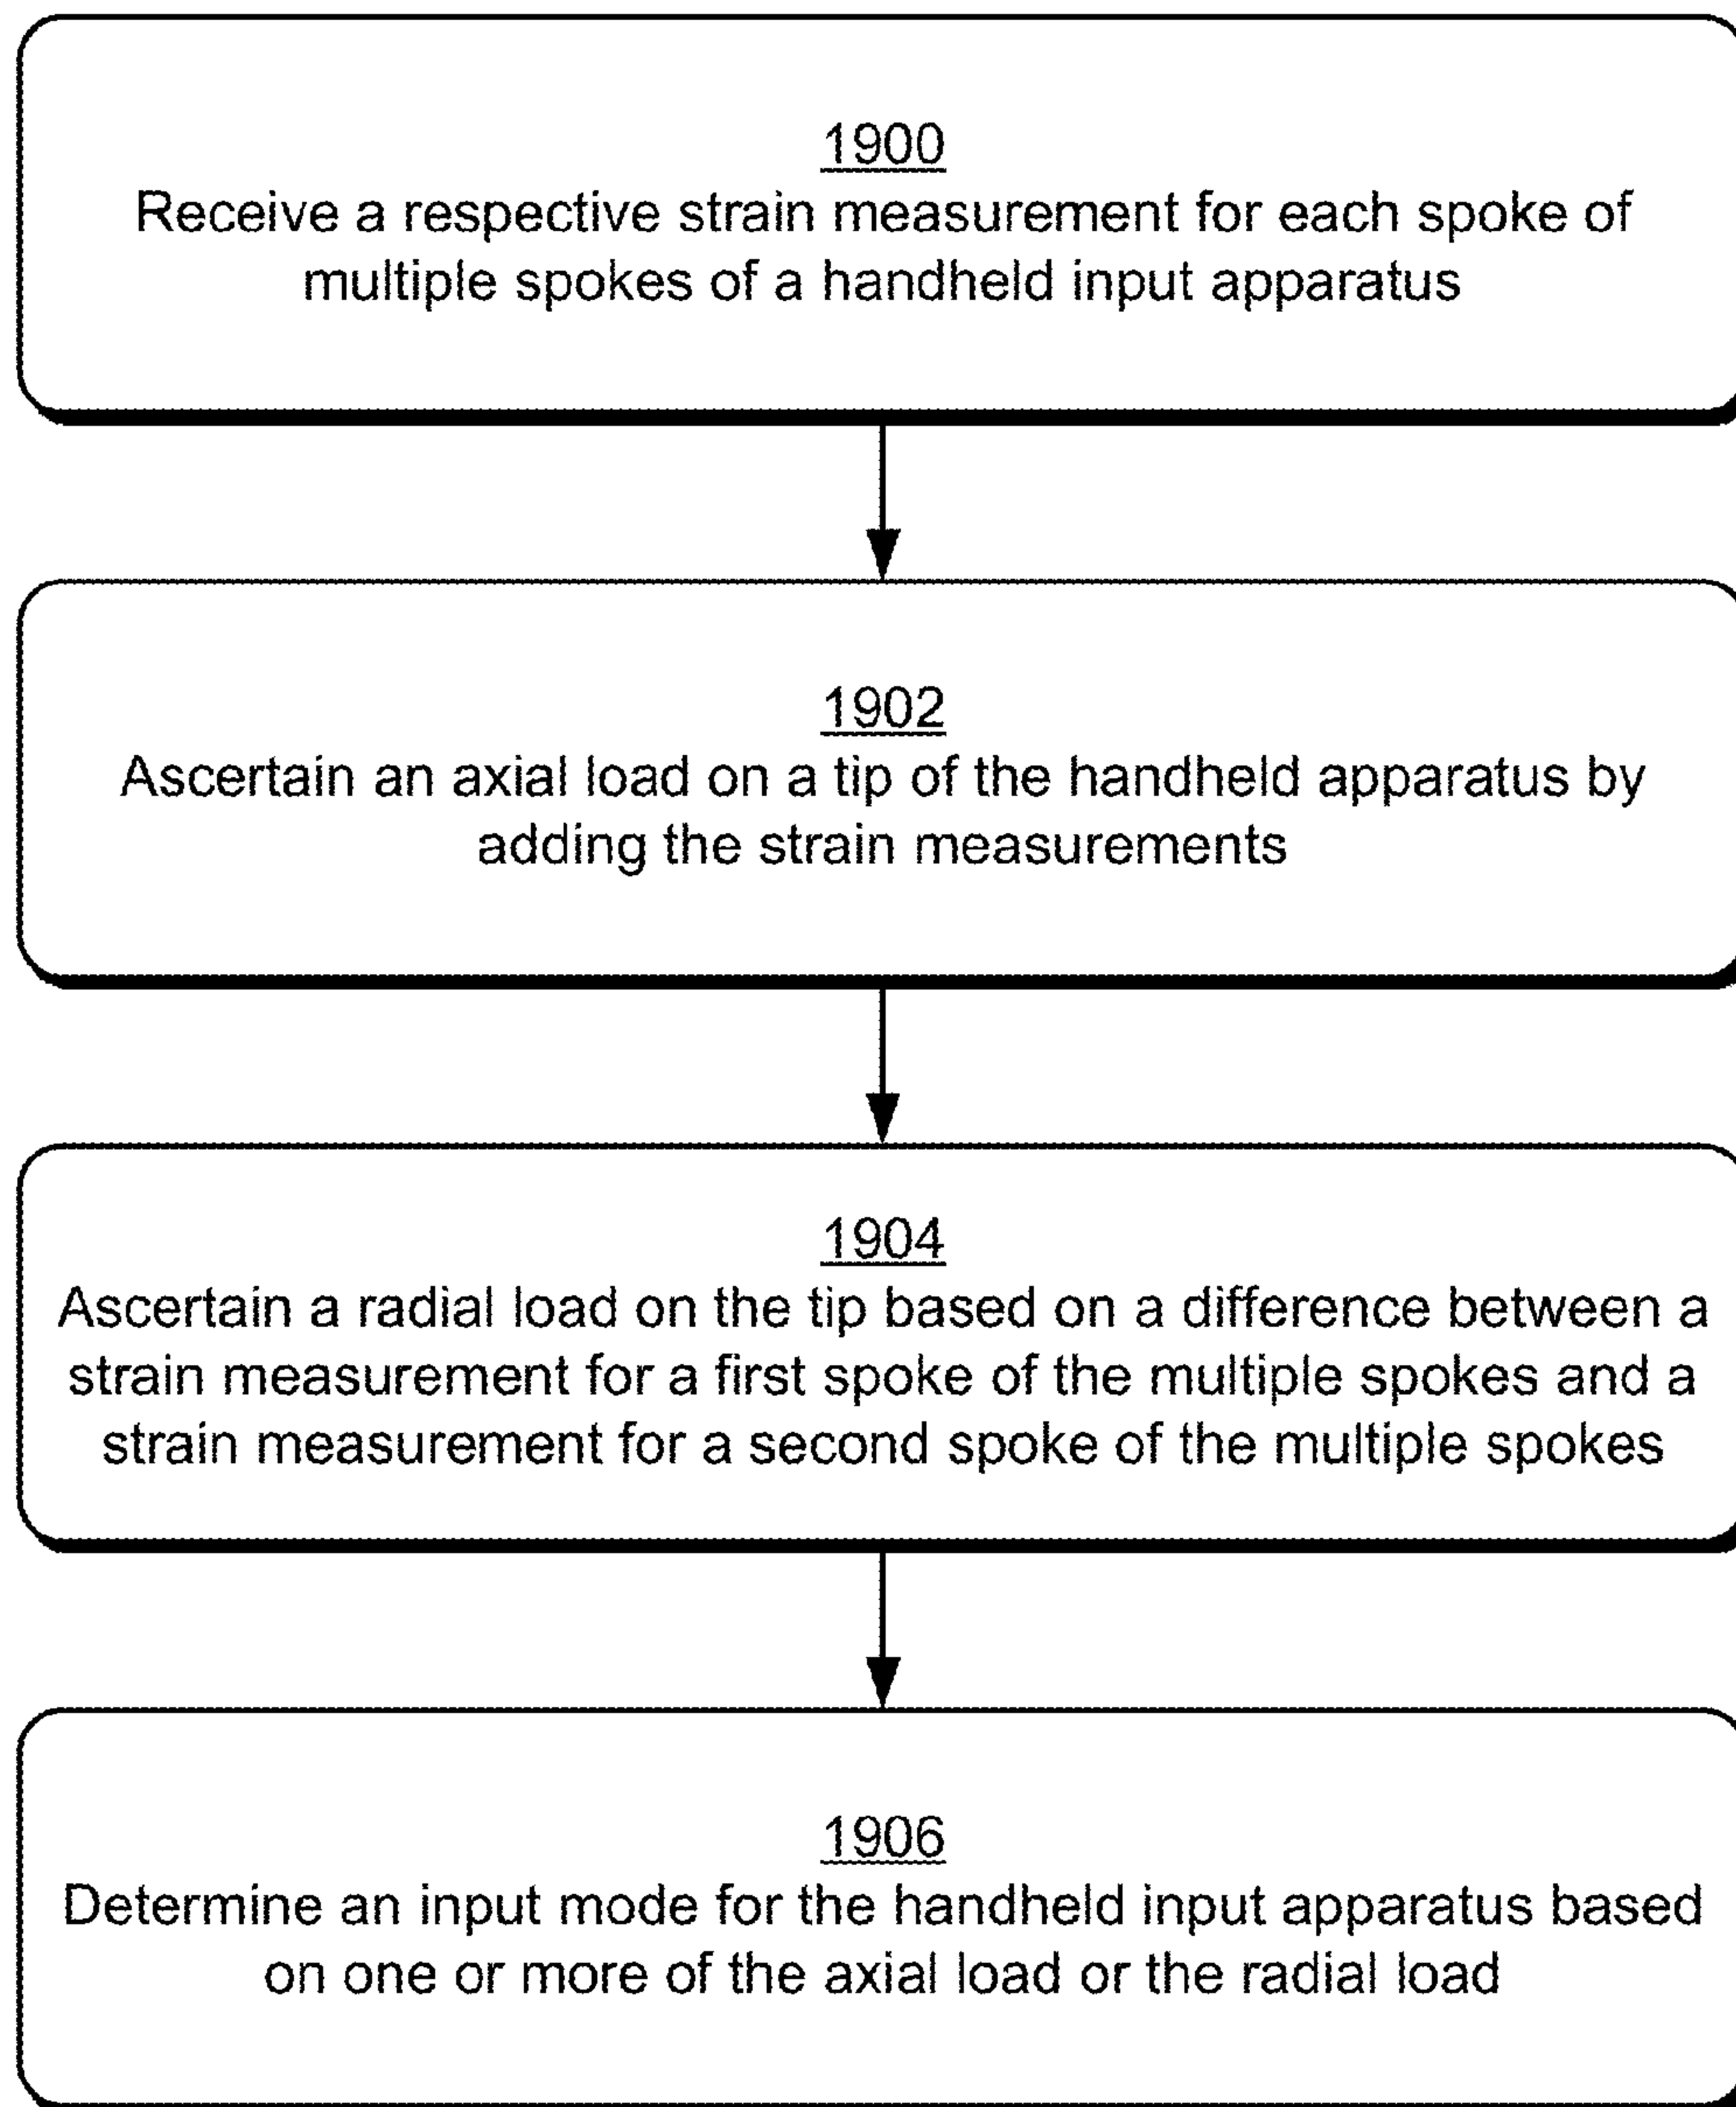 1900
Receive a respective strain measurement for each spoke of
multiple spokes of a handheld input apparatus
1902
Ascertain an axial load on a tip of the handheld apparatus by
adding the strain measurements
1904
Ascertain a radial load on the tip based on a difference between a
strain measurement for a first spoke of the multiple spokes and a
strain measurement for a second spoke of the multiple spokes
1906
Determine an input mode for the handheld input apparatus based
on one or more of the axial load or the radial load